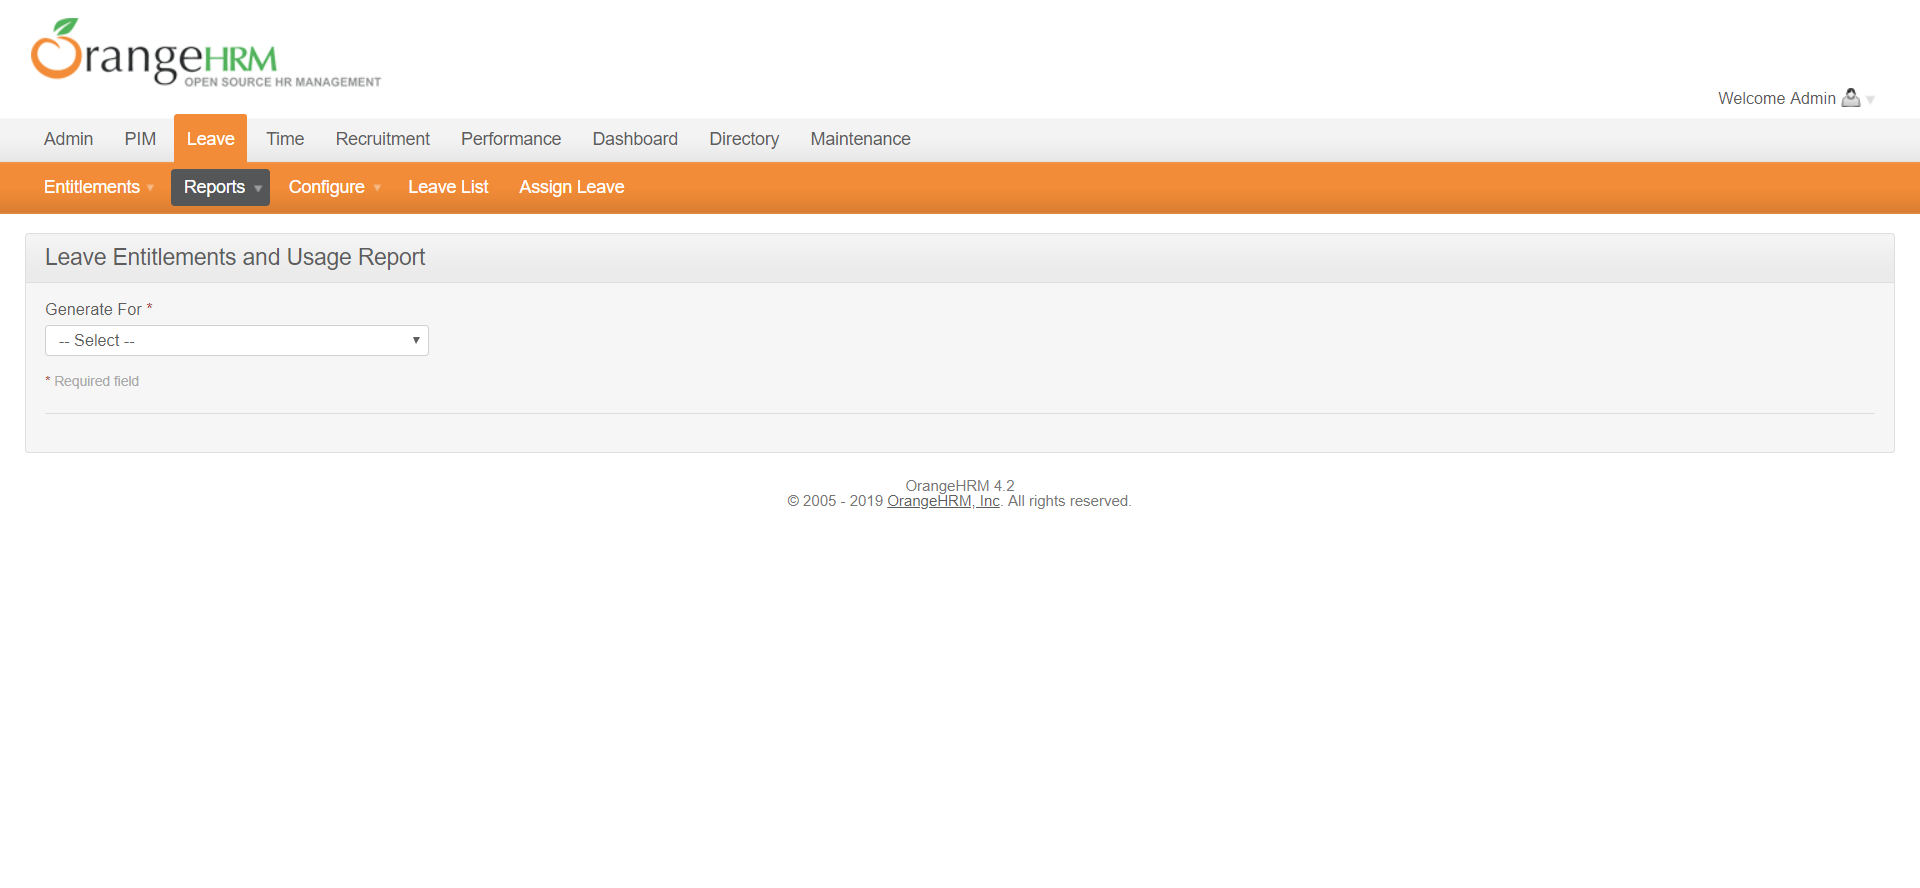 OrangeHRM
OPEN SOURCE HR MANAGEMENT
Welcome Admin
Admin PIM Leave Time Recruitment Performance Dashboard Directory Maintenance
Entitlements Reports Configure Leave List Assign Leave
Leave Entitlements and Usage Report
Generate For *
-- Select --
* Required field
OrangeHRM 4.2
© 2005 - 2019 OrangeHRM, Inc. All rights reserved.